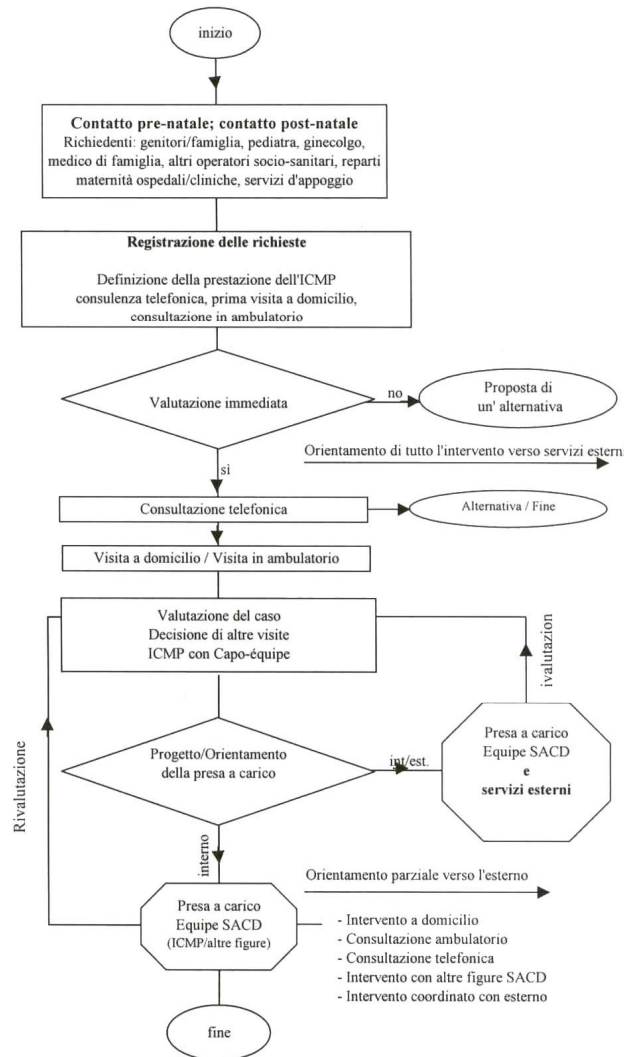 inizio
Contatto pre-natale; contatto post-natale
Richiedenti: genitori/famiglia, pediatra, ginecolgo,
medico di famiglia, altri operatori socio-sanitari, reparti
maternità ospedali/cliniche, servizi d'appoggio
Registrazione delle richieste
Definizione della prestazione dell'ICMP
consulenza telefonica, prima visita a domicilio,
consultazione in ambulatorio
Valutazione immediata
no
Proposta di
un' alternativa
Orientamento di tutto l'intervento verso servizi esterni
sì
Consultazione telefonica
Alternativa / Fine
Visita a domicilio / Visita in ambulatorio
Valutazione del caso
Decisione di altre visite
ICMP con Capo-équipe
ivalutazion
Rivalutazione
Progetto/Orientamento
della presa a carico
int/est.
Presa a carico
Equipe SACD
e
servizi esterni
interno
Orientamento parziale verso l'esterno
Presa a carico
Equipe SACD
(ICMP/altre figure)
- Intervento a domicilio
- Consultazione ambulatorio
- Consultazione telefonica
- Intervento con altre figure SACD
- Intervento coordinato con esterno
fine